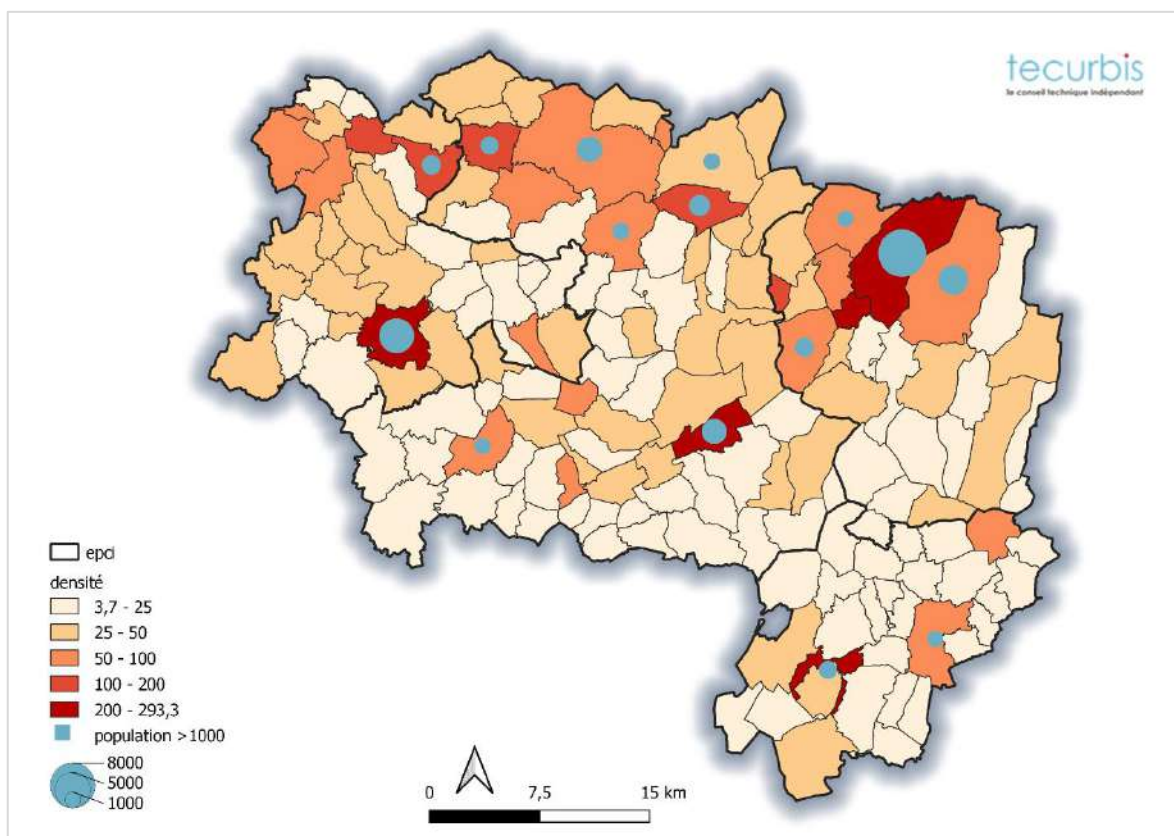 tecurbis
le conseil technique indépendant
epci
densité
3,7 - 25
25 - 50
50 - 100
100 - 200
200 - 293,3
population >1000
8000
5000
1000
0 7,5 15 km